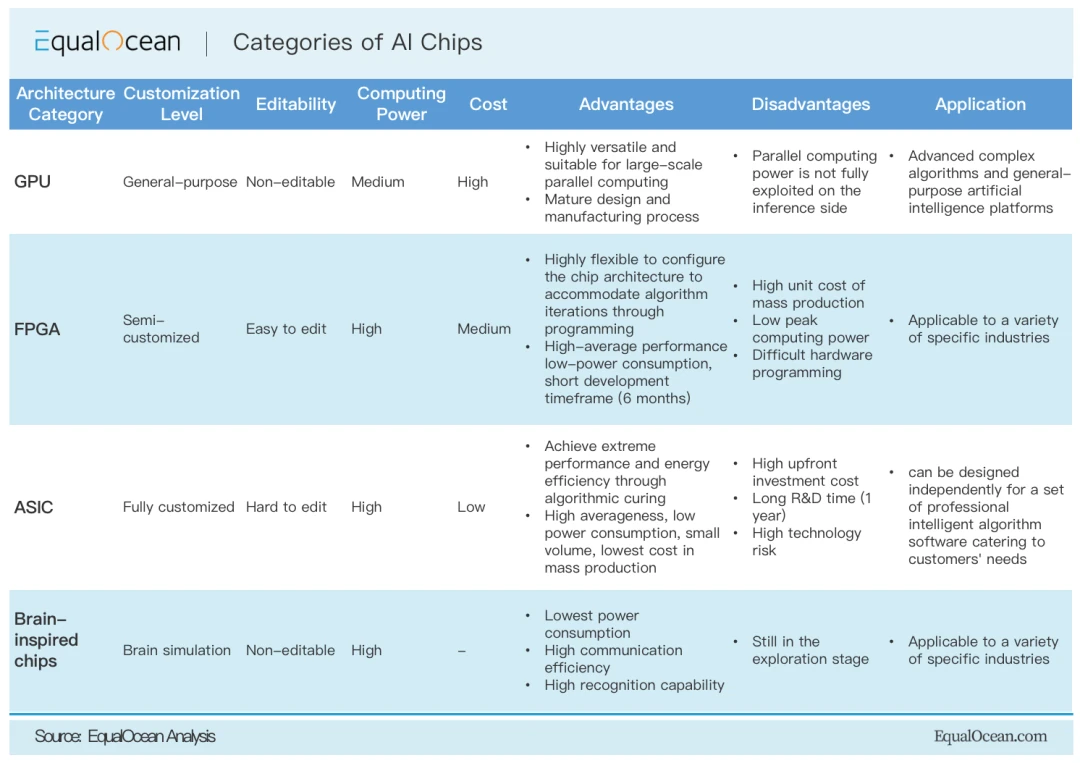 EqualOcean | Categories of AI Chips
Architecture Category Customization Level Editability Computing Power Cost Advantages Disadvantages Application
GPU
General-purpose
Non-editable
Medium
High
• Highly versatile and
suitable for large-scale
parallel computing
• Mature design and
manufacturing process
• Parallel computing
power is not fully
exploited on the
inference side
• Advanced complex
algorithms and general-
purpose artificial
intelligence platforms
FPGA
Semi-
customized
Easy to edit
High
Medium
• Highly flexible to configure
the chip architecture to
accommodate algorithm
iterations through
programming
• High-average performance
low-power consumption,
short development
timeframe (6 months)
• High unit cost of
mass production
• Low peak
computing power
• Difficult hardware
programming
• Applicable to a variety
of specific industries
ASIC
Fully customized
Hard to edit
High
Low
• Achieve extreme
performance and energy
efficiency through
algorithmic curing
• High averageness, low
power consumption, small
volume, lowest cost in
mass production
• High upfront
investment cost
• Long R&D time (1
year)
• High technology
risk
• can be designed
independently for a set
of professional
intelligent algorithm
software catering to
customers' needs
Brain-
inspired
chips
Brain simulation
Non-editable
High
–
• Lowest power
consumption
• High communication
efficiency
• High recognition capability
• Still in the
exploration stage
• Applicable to a variety
of specific industries
Source: EqualOcean Analysis
EqualOcean.com